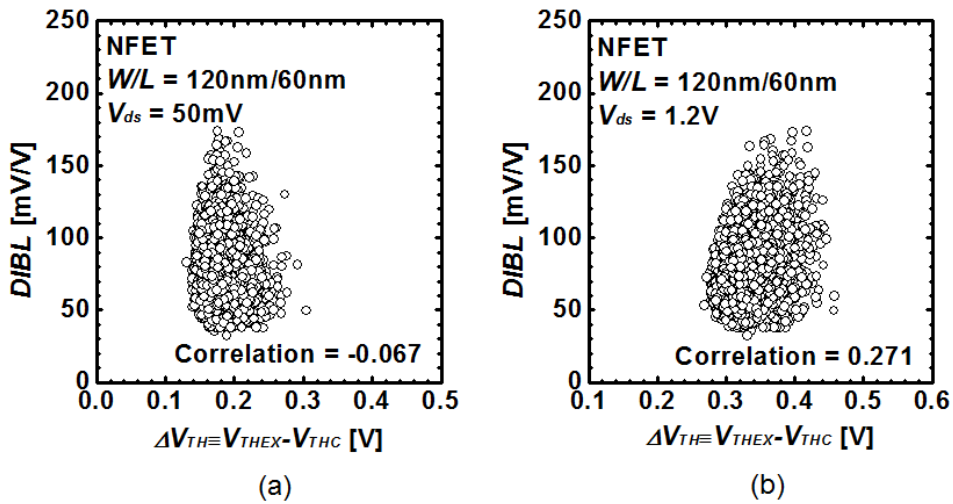 250
200
150
100
50
0
DIBL [mV/V]
NFET
W/L = 120nm/60nm
Vds = 50mV
Correlation = -0.067
0.0 0.1 0.2 0.3 0.4 0.5
ΔVTH≡VTHEX-VTHC [V]
(a)
250
200
150
100
50
0
DIBL [mV/V]
NFET
W/L = 120nm/60nm
Vds = 1.2V
Correlation = 0.271
0.1 0.2 0.3 0.4 0.5 0.6
ΔVTH≡VTHEX-VTHC [V]
(b)